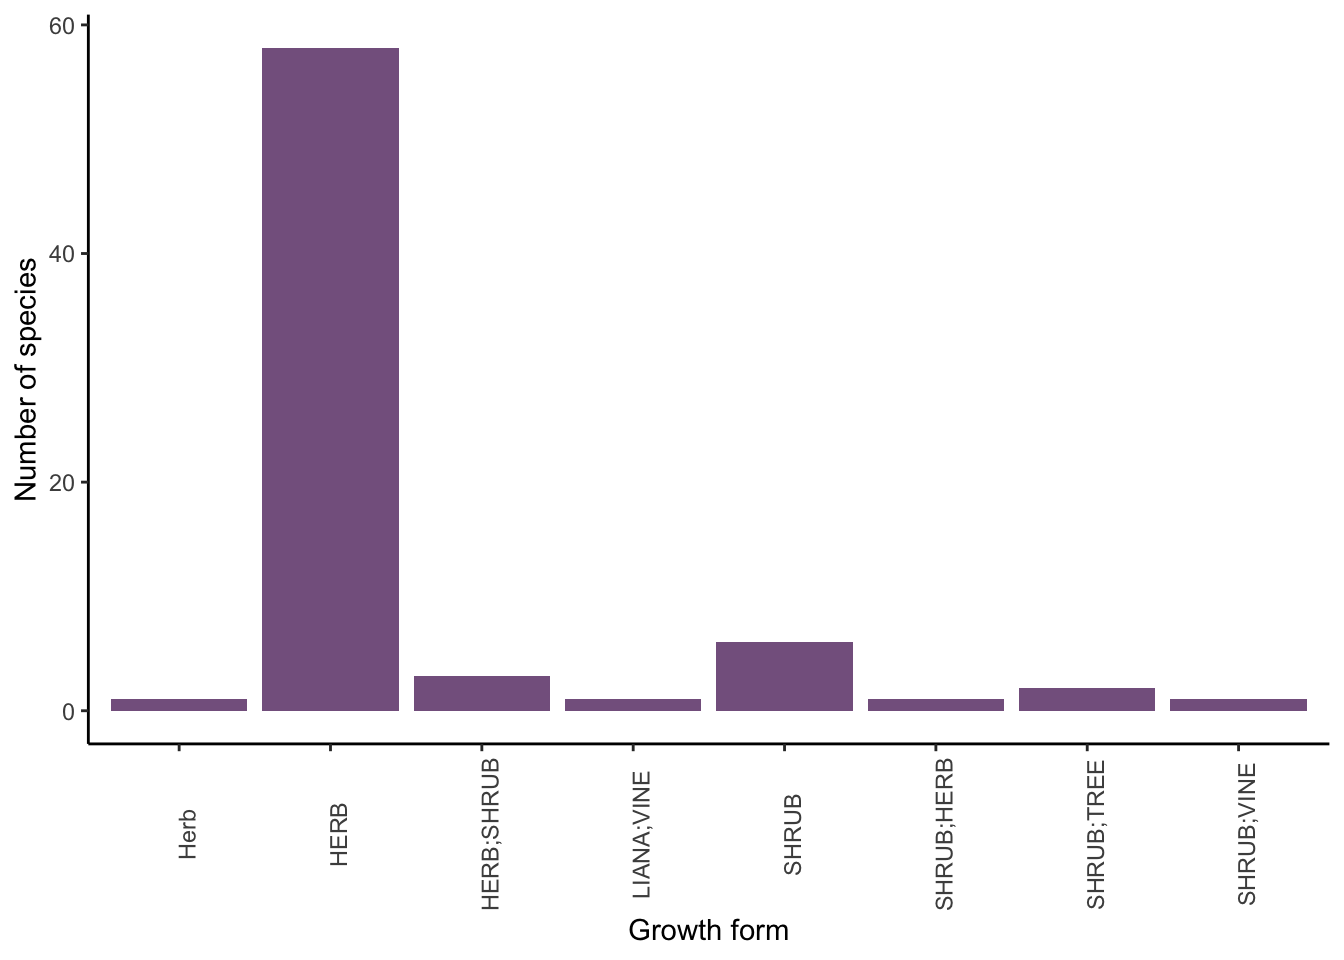 Number of species
60
40
20
0
Herb
HERB
HERB;SHRUB
LIANA;VINE
SHRUB
SHRUB;HERB
SHRUB;TREE
SHRUB;VINE
Growth form